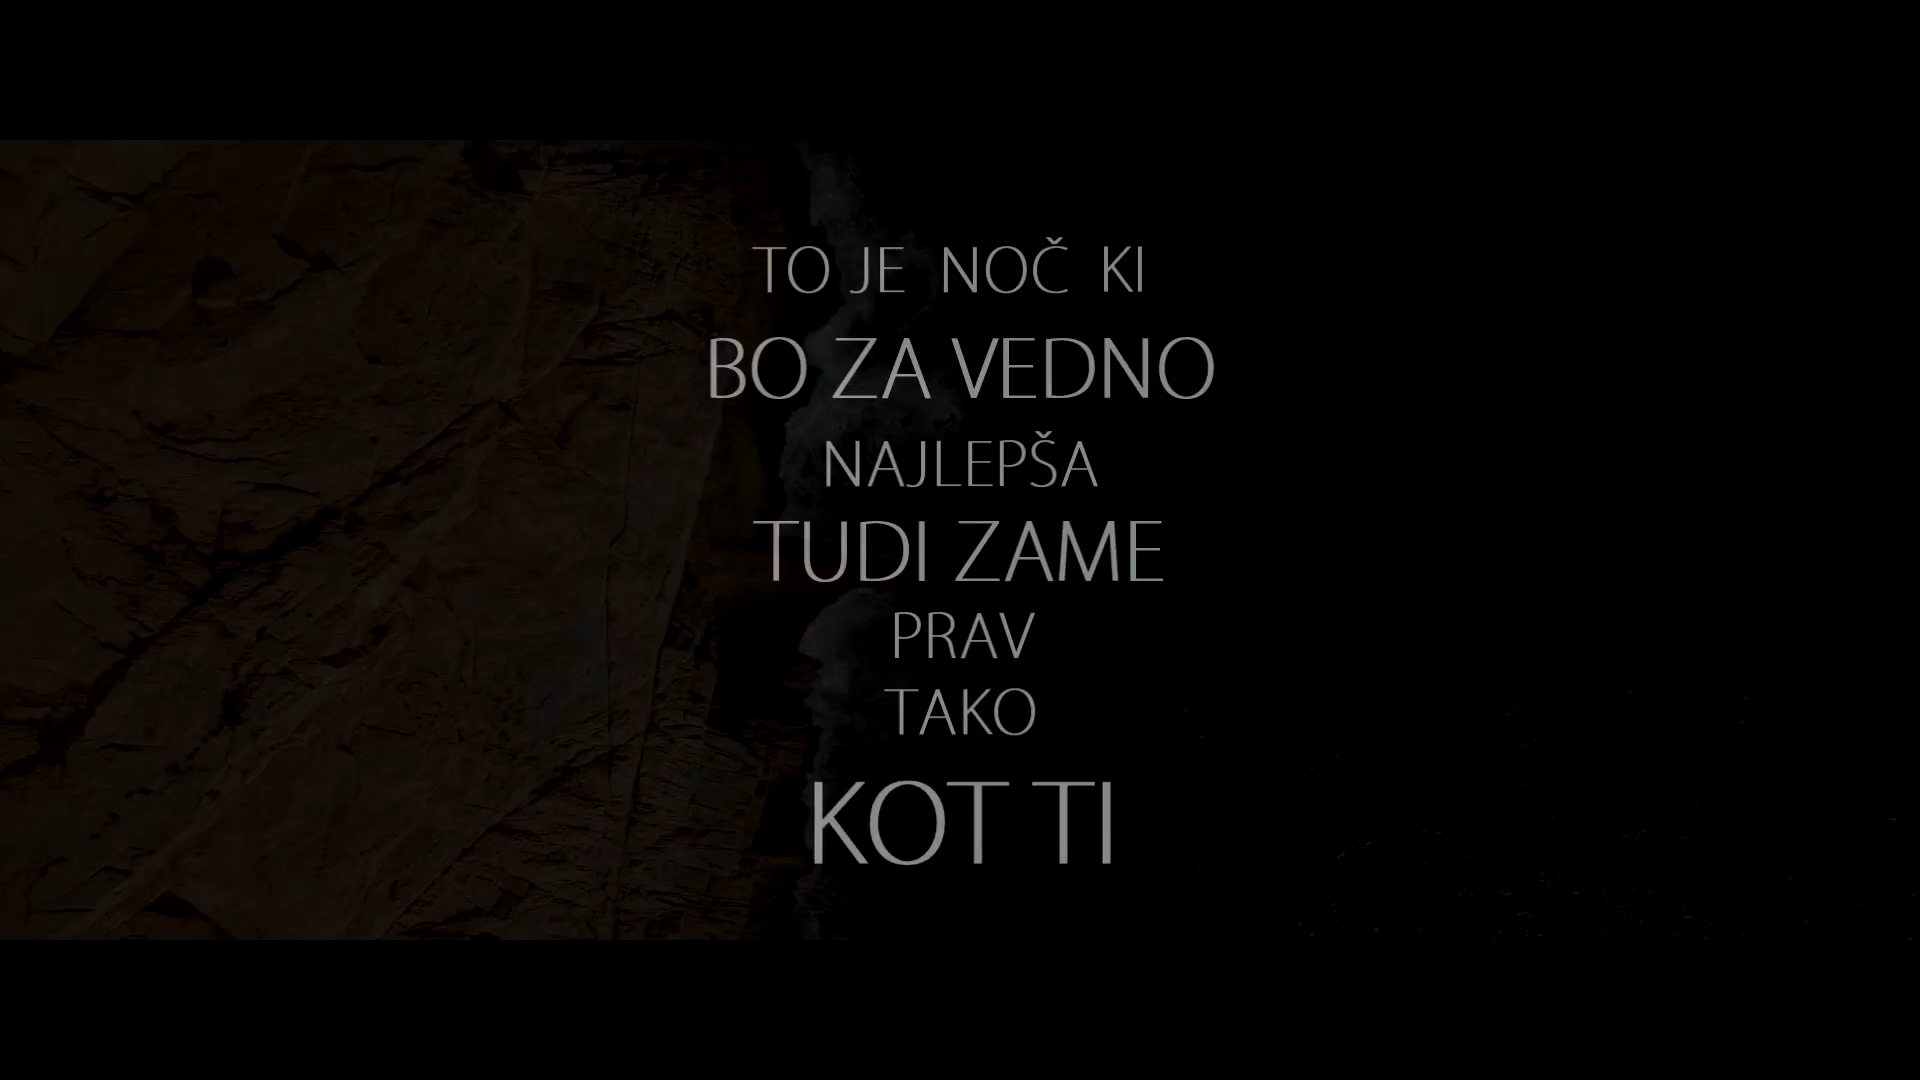 TO JE NOČ KI
BO ZA VEDNO
NAJLEPŠA
TUDI ZAME
PRAV
TAKO
KOT TI